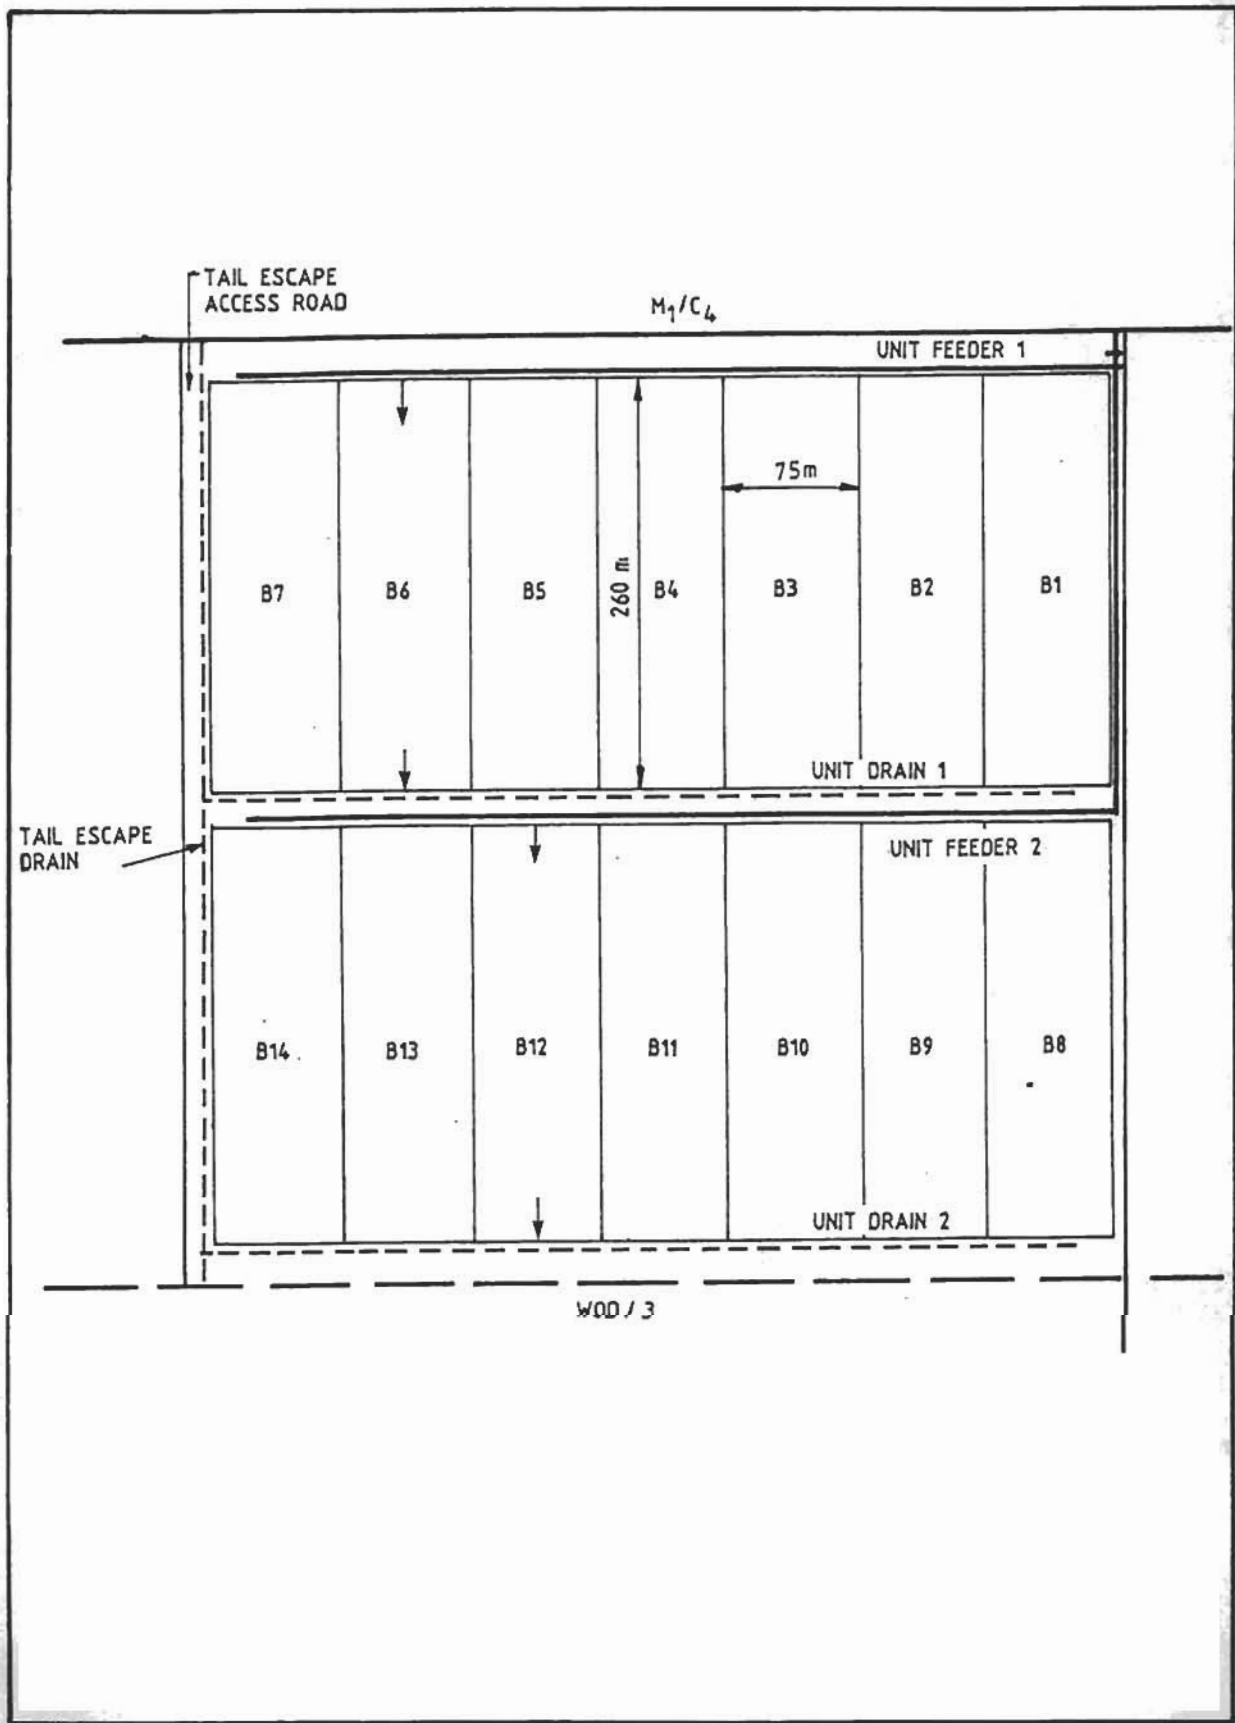 TAIL ESCAPE
ACCESS ROAD
M₁/C₄
UNIT FEEDER 1
75m
260 m
B7
B6
B5
B4
B3
B2
B1
UNIT DRAIN 1
TAIL ESCAPE
DRAIN
UNIT FEEDER 2
B14
B13
B12
B11
B10
B9
B8
UNIT DRAIN 2
WOD/3